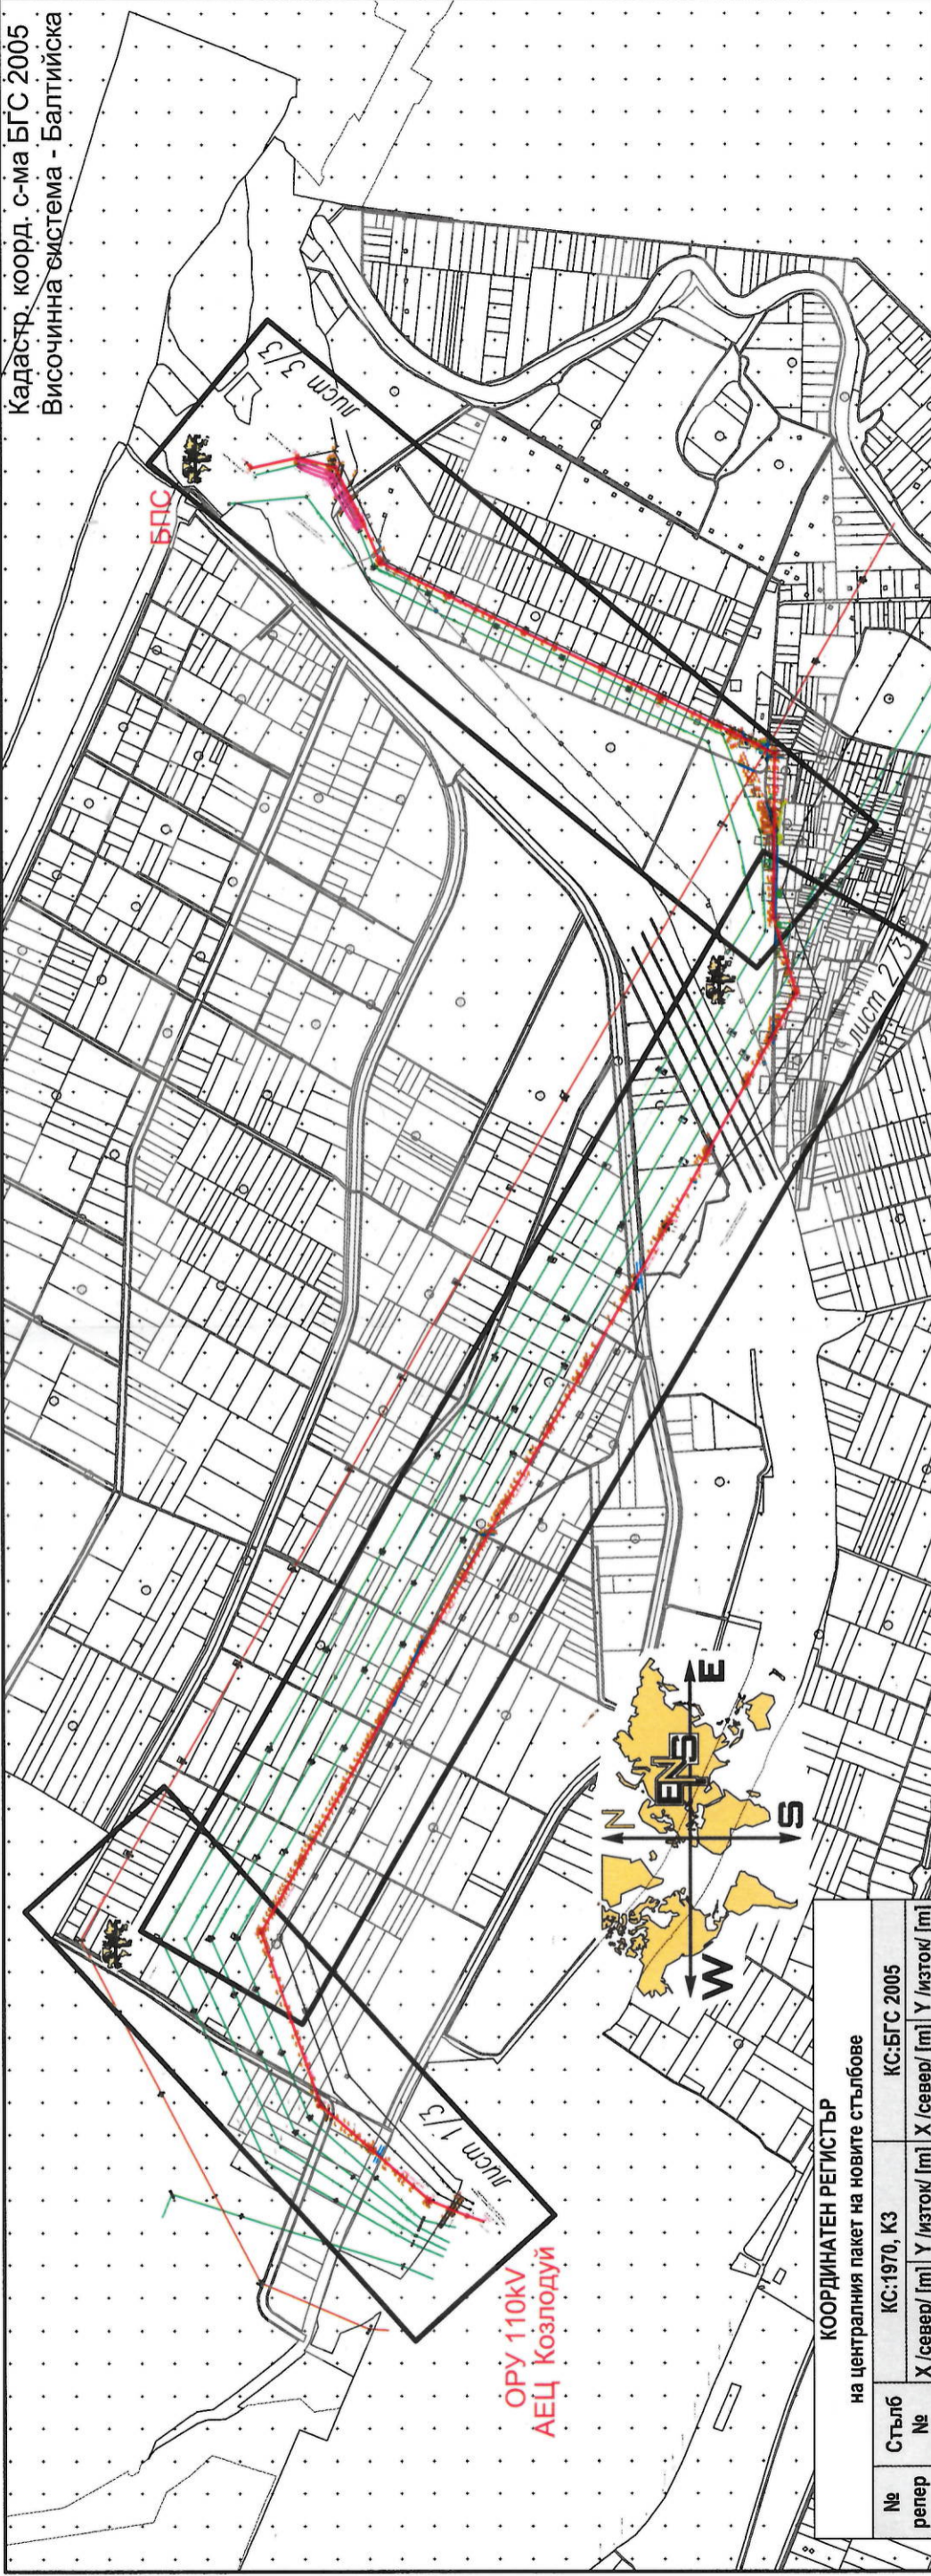 Кадастр. коорд. с-ма БГС 2005
Височинна система - Балтийска
БПС
лист 3/3
лист 2/3
лист 1/3
ОРУ 110kV
АЕЦ Козлодуй
N
ENS
W
E
S
КООРДИНАТЕН РЕГИСТЪР
на централния пакет на новите стълбове
№ репер
Стълб №
КС:1970, К3
КС:БГС 2005
X /север/ [m]
Y /изток/ [m]
X /север/ [m]
Y /изток/ [m]